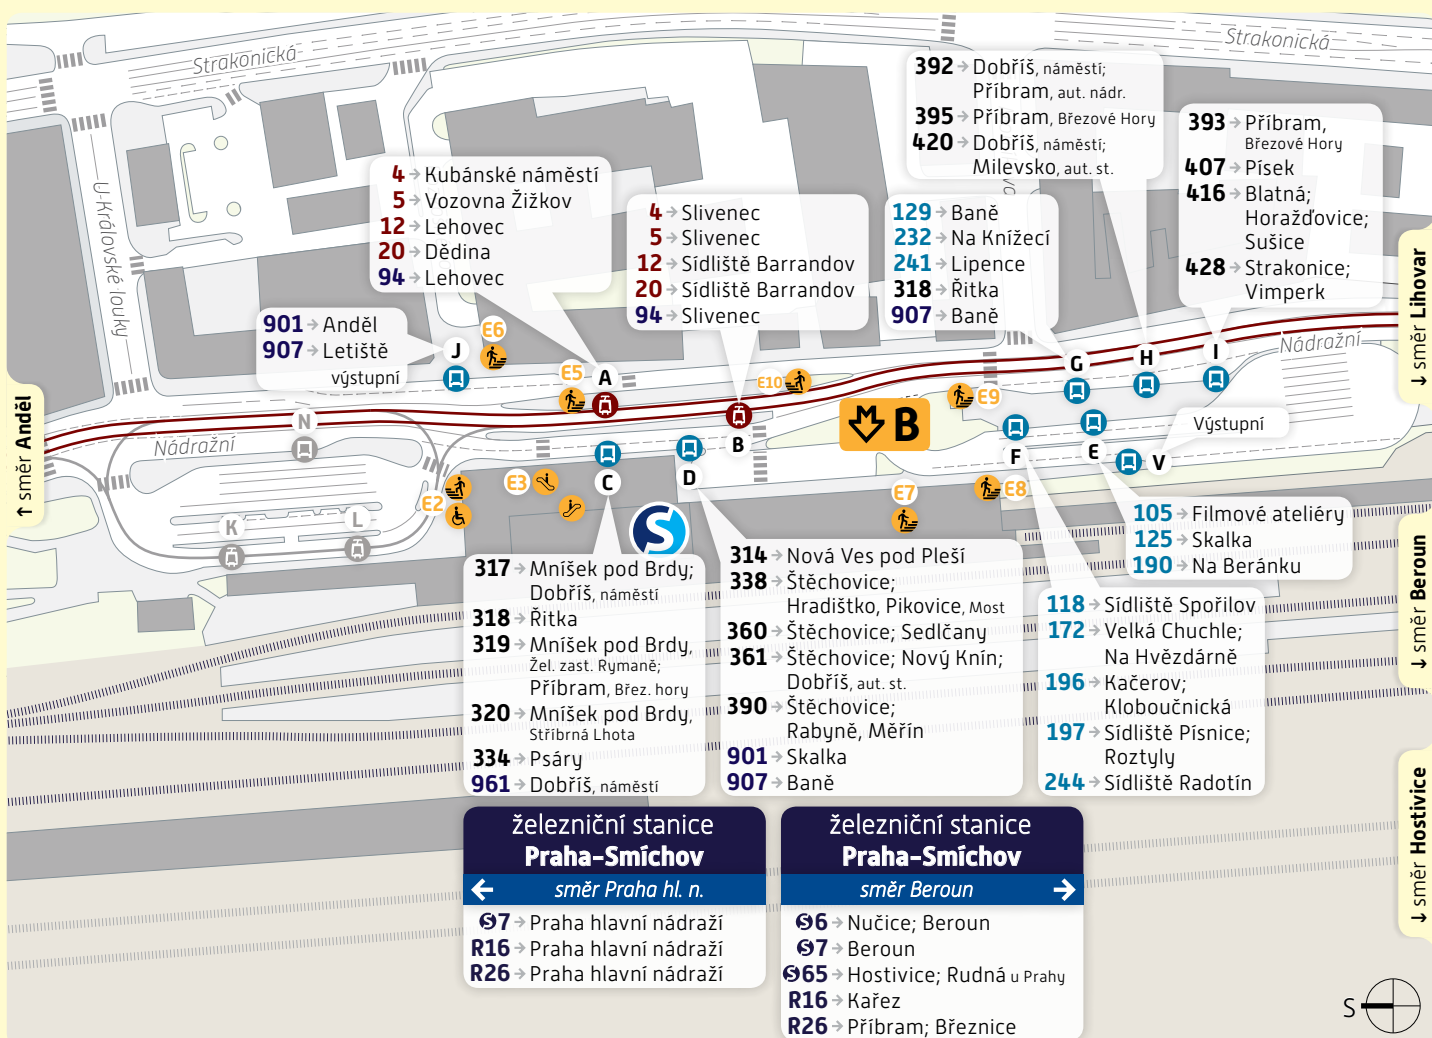 Strakonická
Strakonická
U Královské louky
392 → Dobříš, náměstí;
Příbram, aut. nádr.
395 → Příbram, Březové Hory
420 → Dobříš, náměstí;
Milevsko, aut. st.
393 → Příbram,
Březové Hory
407 → Písek
416 → Blatná;
Horažďovice;
Sušice
428 → Strakonice;
Vimperk
4 → Kubánské náměstí
5 → Vozovna Žižkov
12 → Lehovec
20 → Dědina
94 → Lehovec
4 → Slivenec
5 → Slivenec
12 → Sídliště Barrandov
20 → Sídliště Barrandov
94 → Slivenec
129 → Baně
232 → Na Knížecí
241 → Lipence
318 → Řitka
907 → Baně
901 → Anděl
907 → Letiště
výstupní
J
E6
E5
A
E10
B
B
E9
G
H
I
Nádražní
Nádražní
N
K
L
E2
E3
C
D
S
E7
E8
F
E
V
Výstupní
↑ směr Anděl
↓ směr Lihovar
↓ směr Beroun
↓ směr Hostivice
105 → Filmové ateliéry
125 → Skalka
190 → Na Beránku
317 → Mníšek pod Brdy;
Dobříš, náměstí
318 → Řitka
319 → Mníšek pod Brdy,
Žel. zast. Rymaně;
Příbram, Břez. hory
320 → Mníšek pod Brdy,
Stříbrná Lhota
334 → Psáry
961 → Dobříš, náměstí
314 → Nová Ves pod Pleší
338 → Štěchovice;
Hradištko, Pikovice, Most
360 → Štěchovice; Sedlčany
361 → Štěchovice; Nový Knín;
Dobříš, aut. st.
390 → Štěchovice;
Rabyně, Měřín
901 → Skalka
907 → Baně
118 → Sídliště Spořilov
172 → Velká Chuchle;
Na Hvězdárně
196 → Kačerov;
Kloboučnická
197 → Sídliště Písnice;
Roztyly
244 → Sídliště Radotín
železniční stanice
Praha-Smíchov
← směr Praha hl. n.
S7 → Praha hlavní nádraží
R16 → Praha hlavní nádraží
R26 → Praha hlavní nádraží
železniční stanice
Praha-Smíchov
směr Beroun →
S6 → Nučice; Beroun
S7 → Beroun
S65 → Hostivice; Rudná u Prahy
R16 → Kařez
R26 → Příbram; Březnice
S